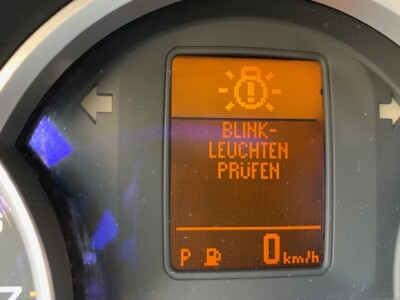 BLINK-
LEUCHTEN
PRÜFEN
P 0 km/h